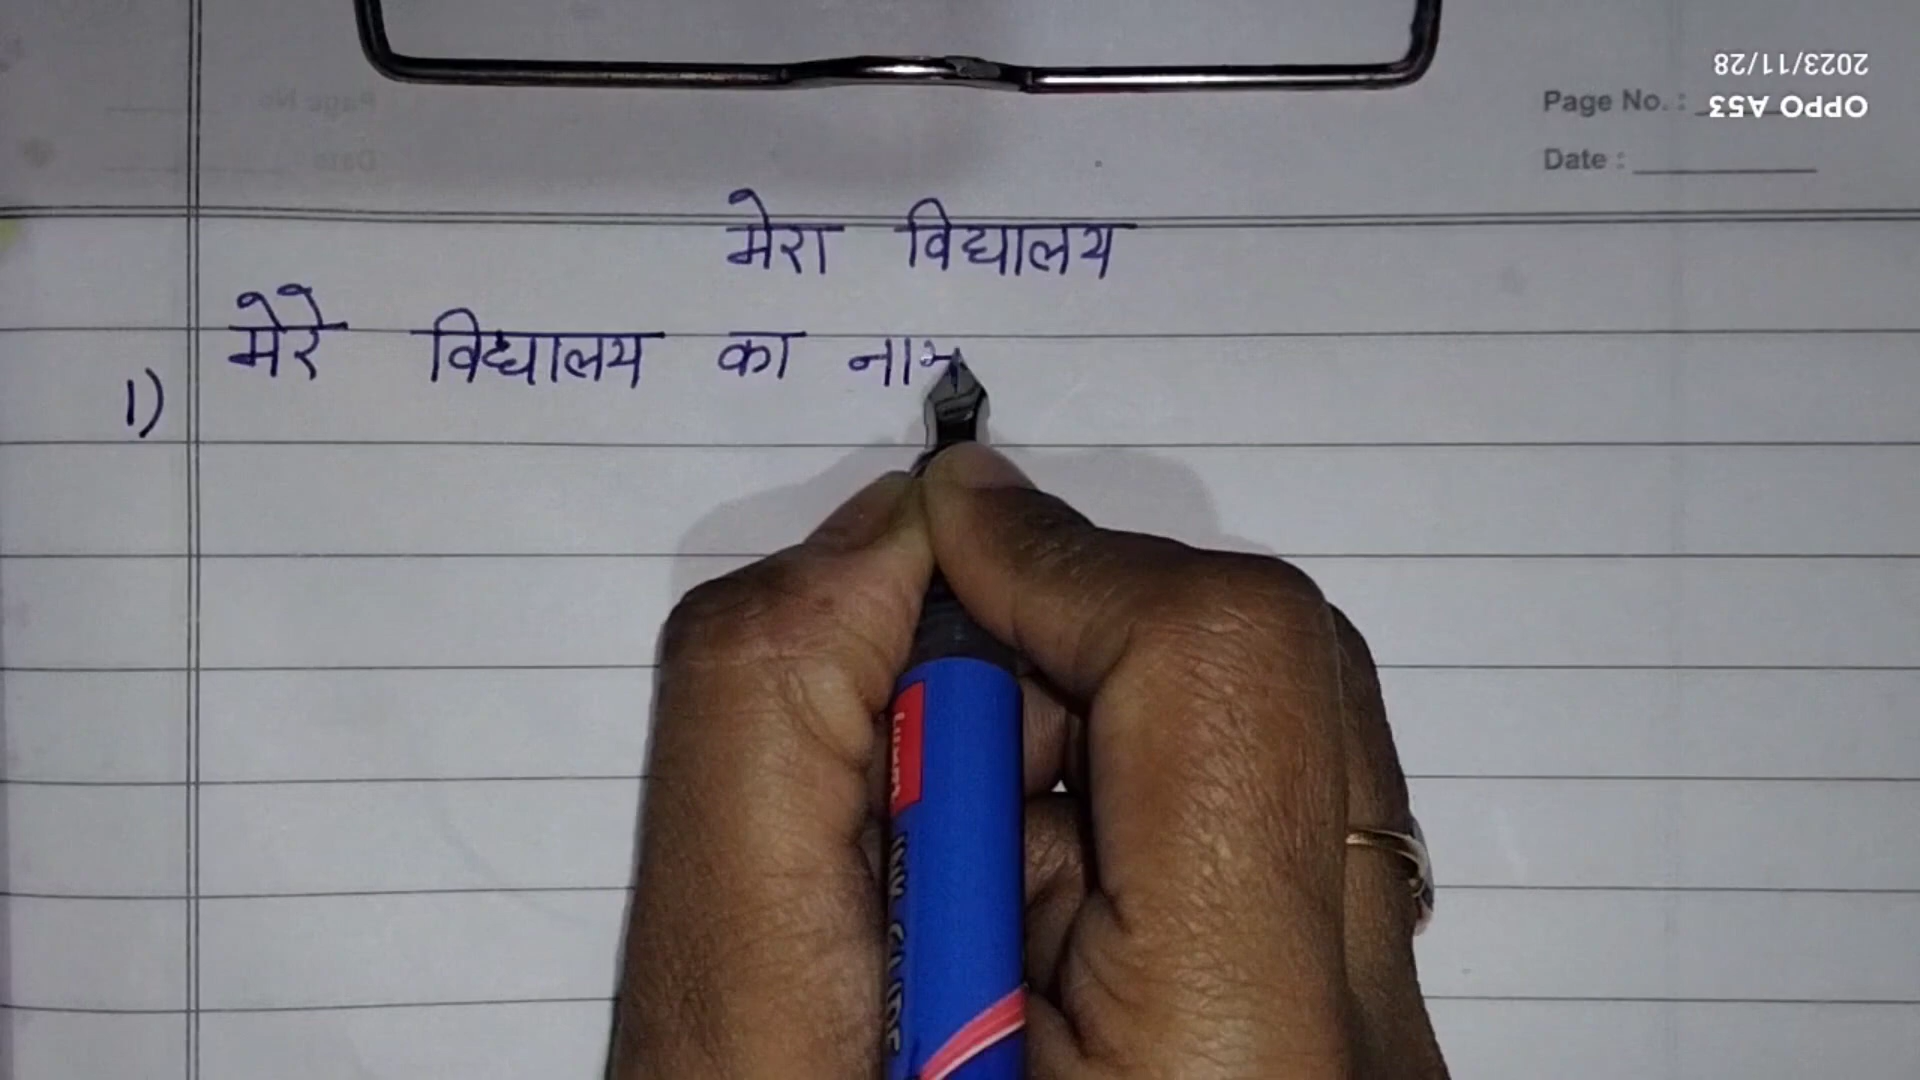 2023/11/28
OPPO A53
Page No. :
Date :
मेरा विद्यालय
1) मेरे विद्यालय का नाम